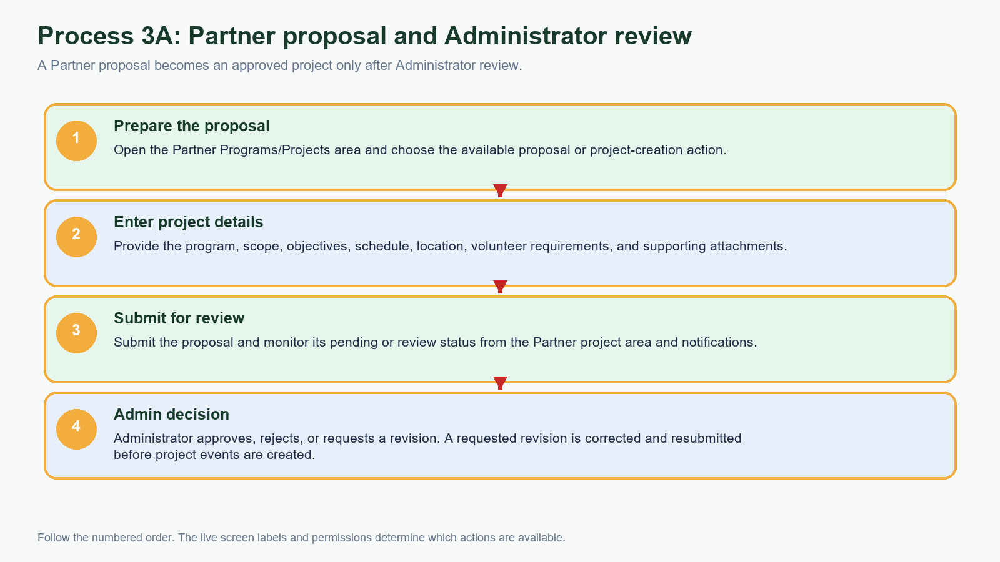 Process 3A: Partner proposal and Administrator review
A Partner proposal becomes an approved project only after Administrator review.
1
Prepare the proposal
Open the Partner Programs/Projects area and choose the available proposal or project-creation action.
2
Enter project details
Provide the program, scope, objectives, schedule, location, volunteer requirements, and supporting attachments.
3
Submit for review
Submit the proposal and monitor its pending or review status from the Partner project area and notifications.
4
Admin decision
Administrator approves, rejects, or requests a revision. A requested revision is corrected and resubmitted
before project events are created.
Follow the numbered order. The live screen labels and permissions determine which actions are available.